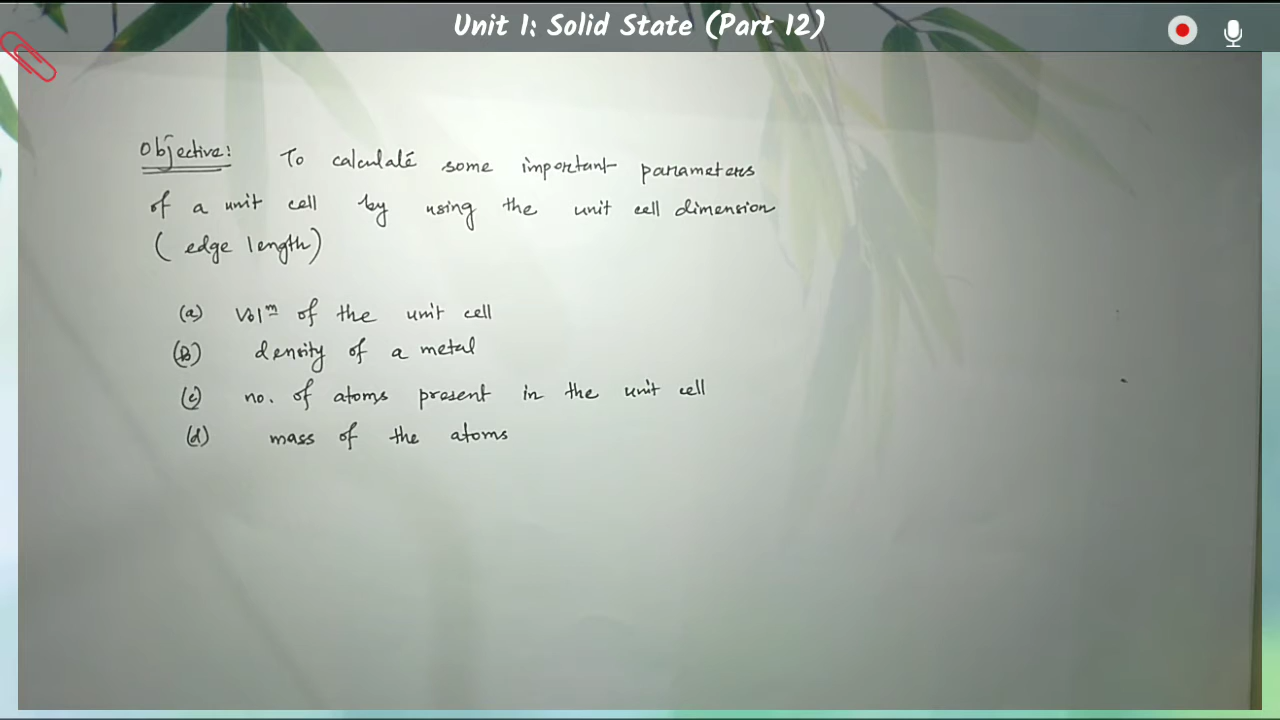 Unit 1: Solid State (Part 12)
Objective: To calculate some important parameters
of a unit cell by using the unit cell dimension
(edge length)
(a) Vol<sup>m</sup> of the unit cell
(b) density of a metal
(c) no. of atoms present in the unit cell
(d) mass of the atoms